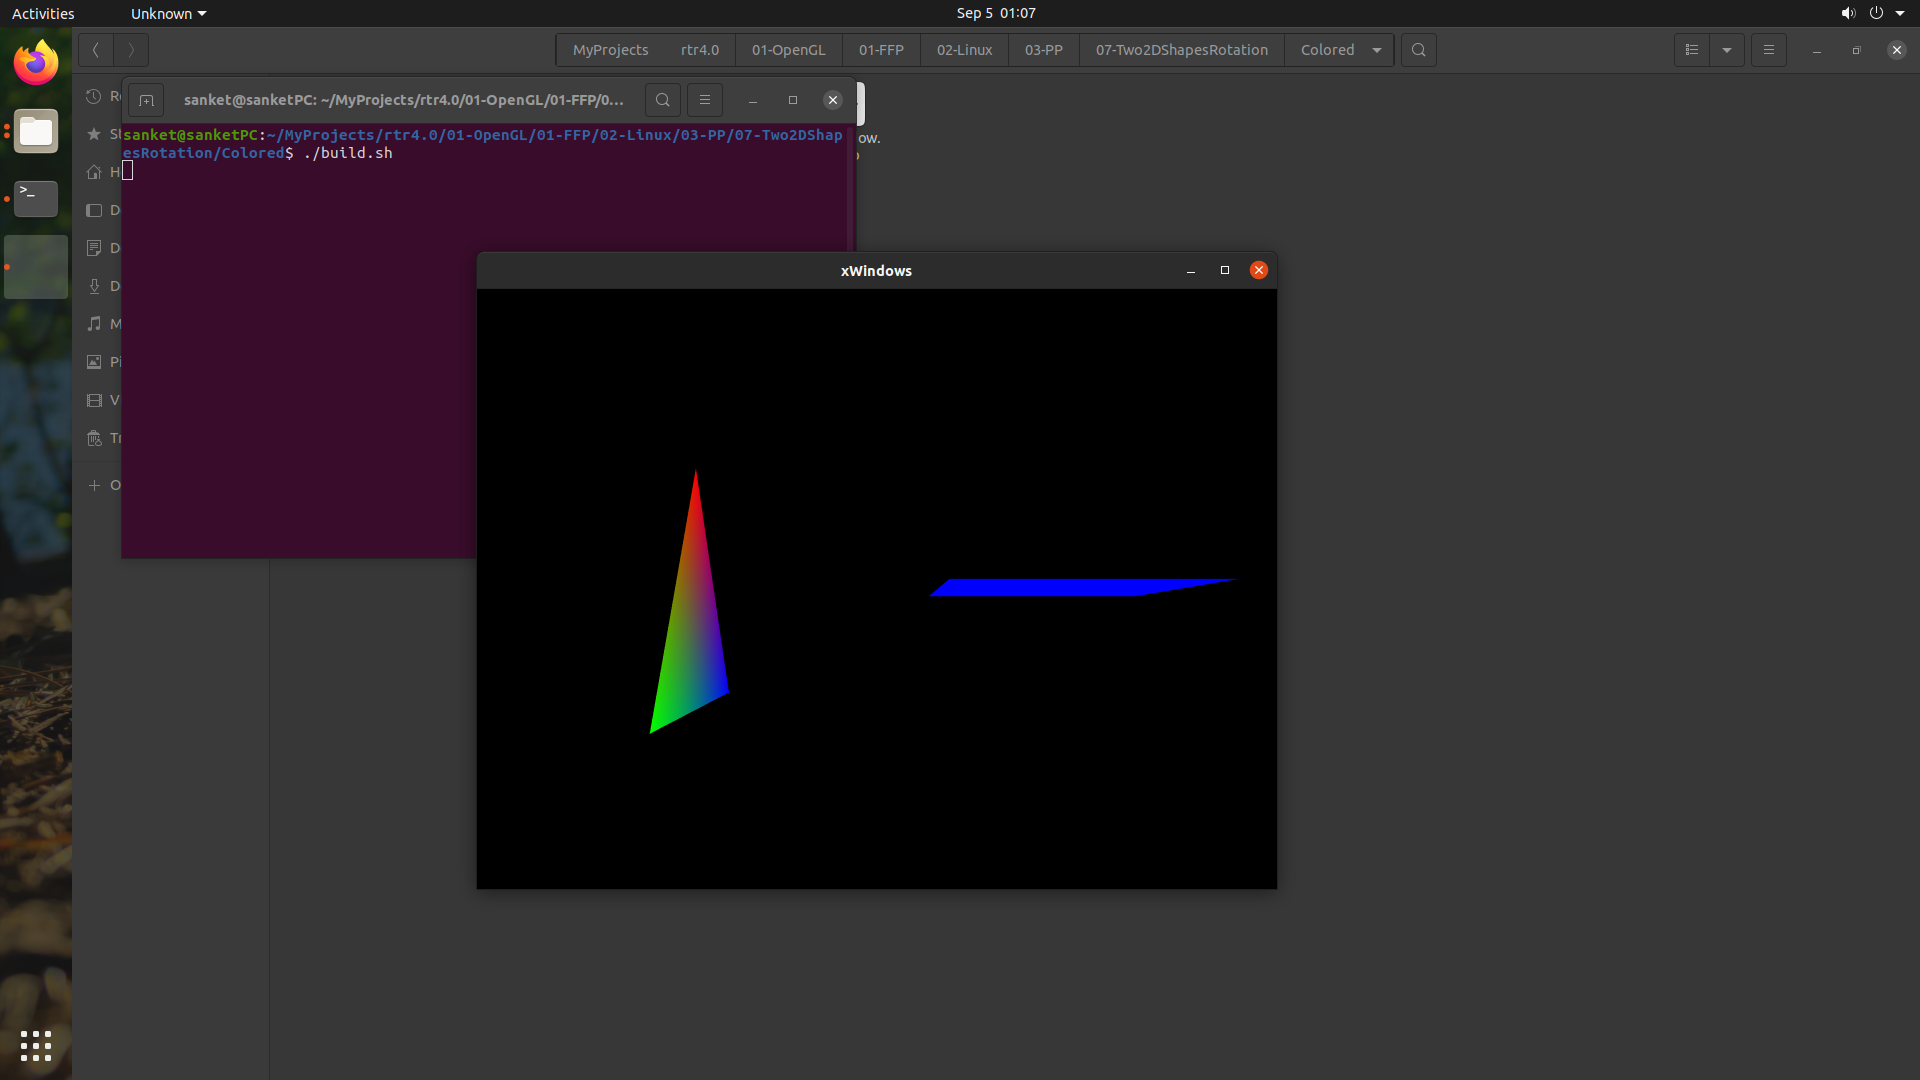 Activities
Unknown
Sep 5 01:07
MyProjects
rtr4.0
01-OpenGL
01-FFP
02-Linux
03-PP
07-Two2DShapesRotation
Colored
sanket@sanketPC: ~/MyProjects/rtr4.0/01-OpenGL/01-FFP/0...
sanket@sanketPC:~/MyProjects/rtr4.0/01-OpenGL/01-FFP/02-Linux/03-PP/07-Two2DShap
esRotation/Colored$ ./build.sh
ow.
xWindows